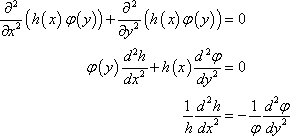 ∂²/∂x² (h(x) φ(y)) + ∂²/∂y² (h(x) φ(y)) = 0
φ(y) d²h/dx² + h(x) d²φ/dy² = 0
1/h d²h/dx² = − 1/φ d²φ/dy²